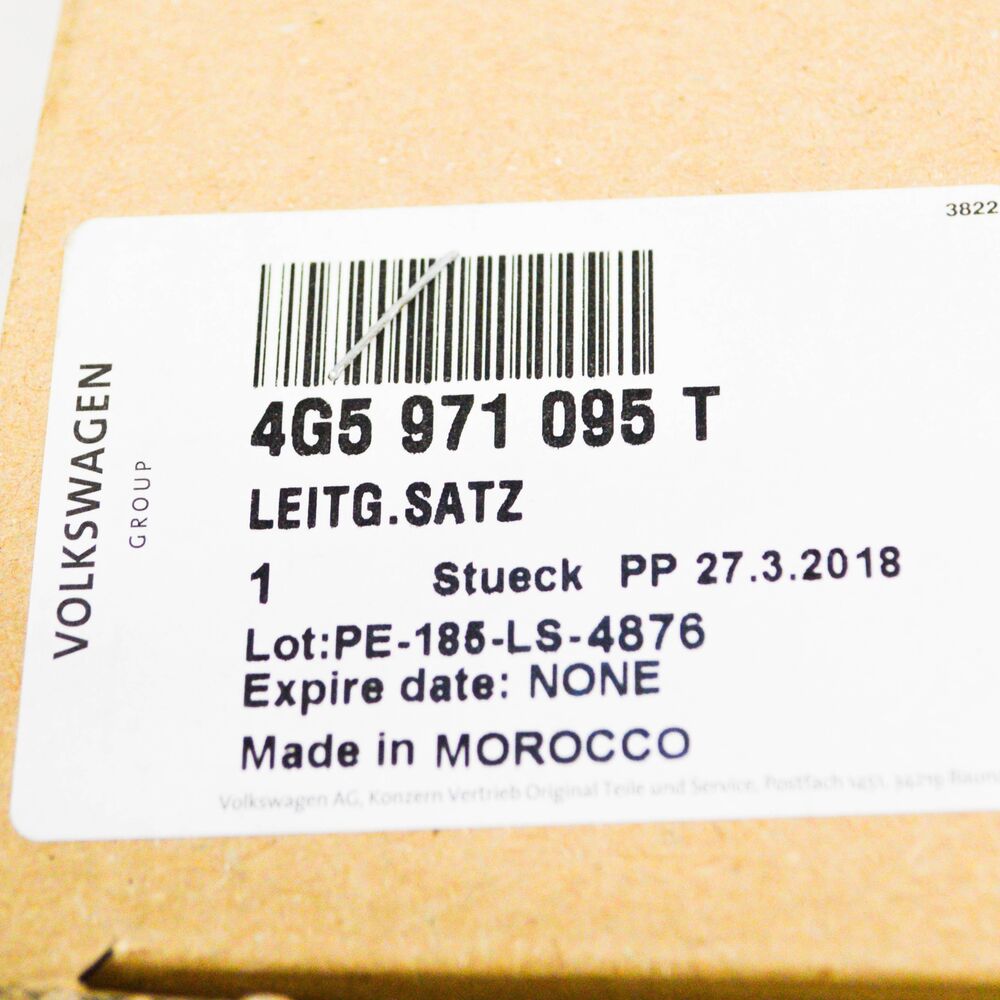 3822
VOLKSWAGEN
GROUP
4G5 971 095 T
LEITG.SATZ
1 Stueck PP 27.3.2018
Lot:PE-185-LS-4876
Expire date: NONE
Made in MOROCCO
Volkswagen AG, Konzern Vertrieb Original Teile und Service, Postfach